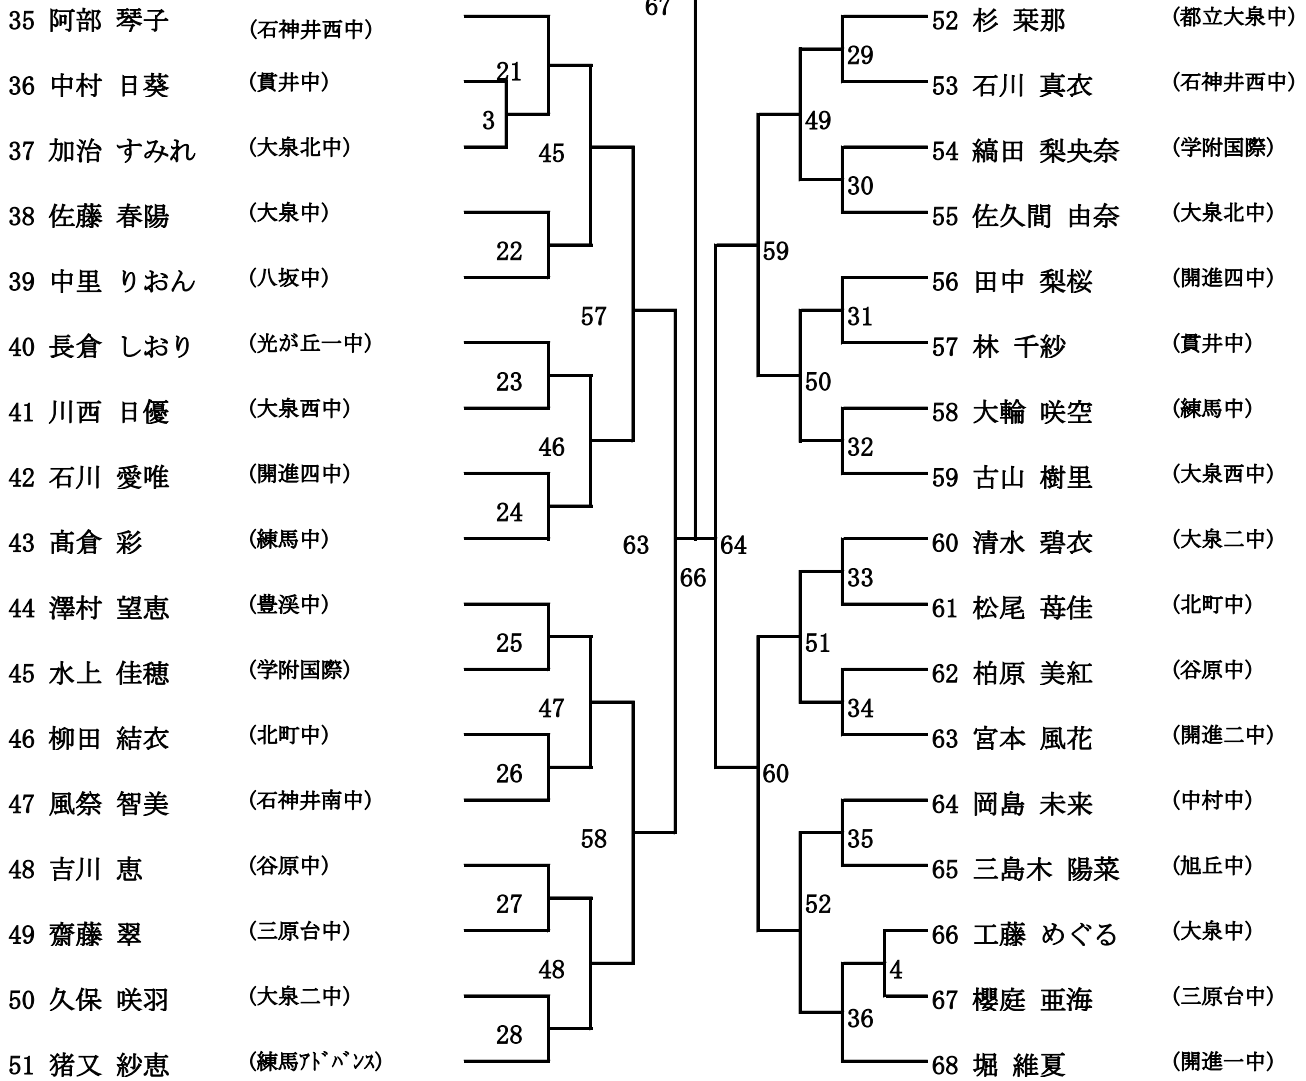 67
35 阿部 琴子 (石神井西中)
21
36 中村 日葵 (貫井中)
3
37 加治 すみれ (大泉北中)
45
38 佐藤 春陽 (大泉中)
22
39 中里 りおん (八坂中)
57
40 長倉 しおり (光が丘一中)
23
41 川西 日優 (大泉西中)
46
42 石川 愛唯 (開進四中)
24
43 髙倉 彩 (練馬中)
63
44 澤村 望恵 (豊渓中)
25
45 水上 佳穂 (学附国際)
47
46 柳田 結衣 (北町中)
26
47 風祭 智美 (石神井南中)
58
48 吉川 恵 (谷原中)
27
49 齋藤 翠 (三原台中)
48
50 久保 咲羽 (大泉二中)
28
51 猪又 紗恵 (練馬ｱﾄﾞﾊﾞﾝｽ)
66
52 杉 栞那 (都立大泉中)
29
53 石川 真衣 (石神井西中)
49
54 縞田 梨央奈 (学附国際)
30
55 佐久間 由奈 (大泉北中)
59
56 田中 梨桜 (開進四中)
31
57 林 千紗 (貫井中)
50
58 大輪 咲空 (練馬中)
32
59 古山 樹里 (大泉西中)
64
60 清水 碧衣 (大泉二中)
33
61 松尾 苺佳 (北町中)
51
62 柏原 美紅 (谷原中)
34
63 宮本 風花 (開進二中)
60
64 岡島 未来 (中村中)
35
65 三島木 陽菜 (旭丘中)
52
66 工藤 めぐる (大泉中)
4
67 櫻庭 亜海 (三原台中)
36
68 堀 維夏 (開進一中)